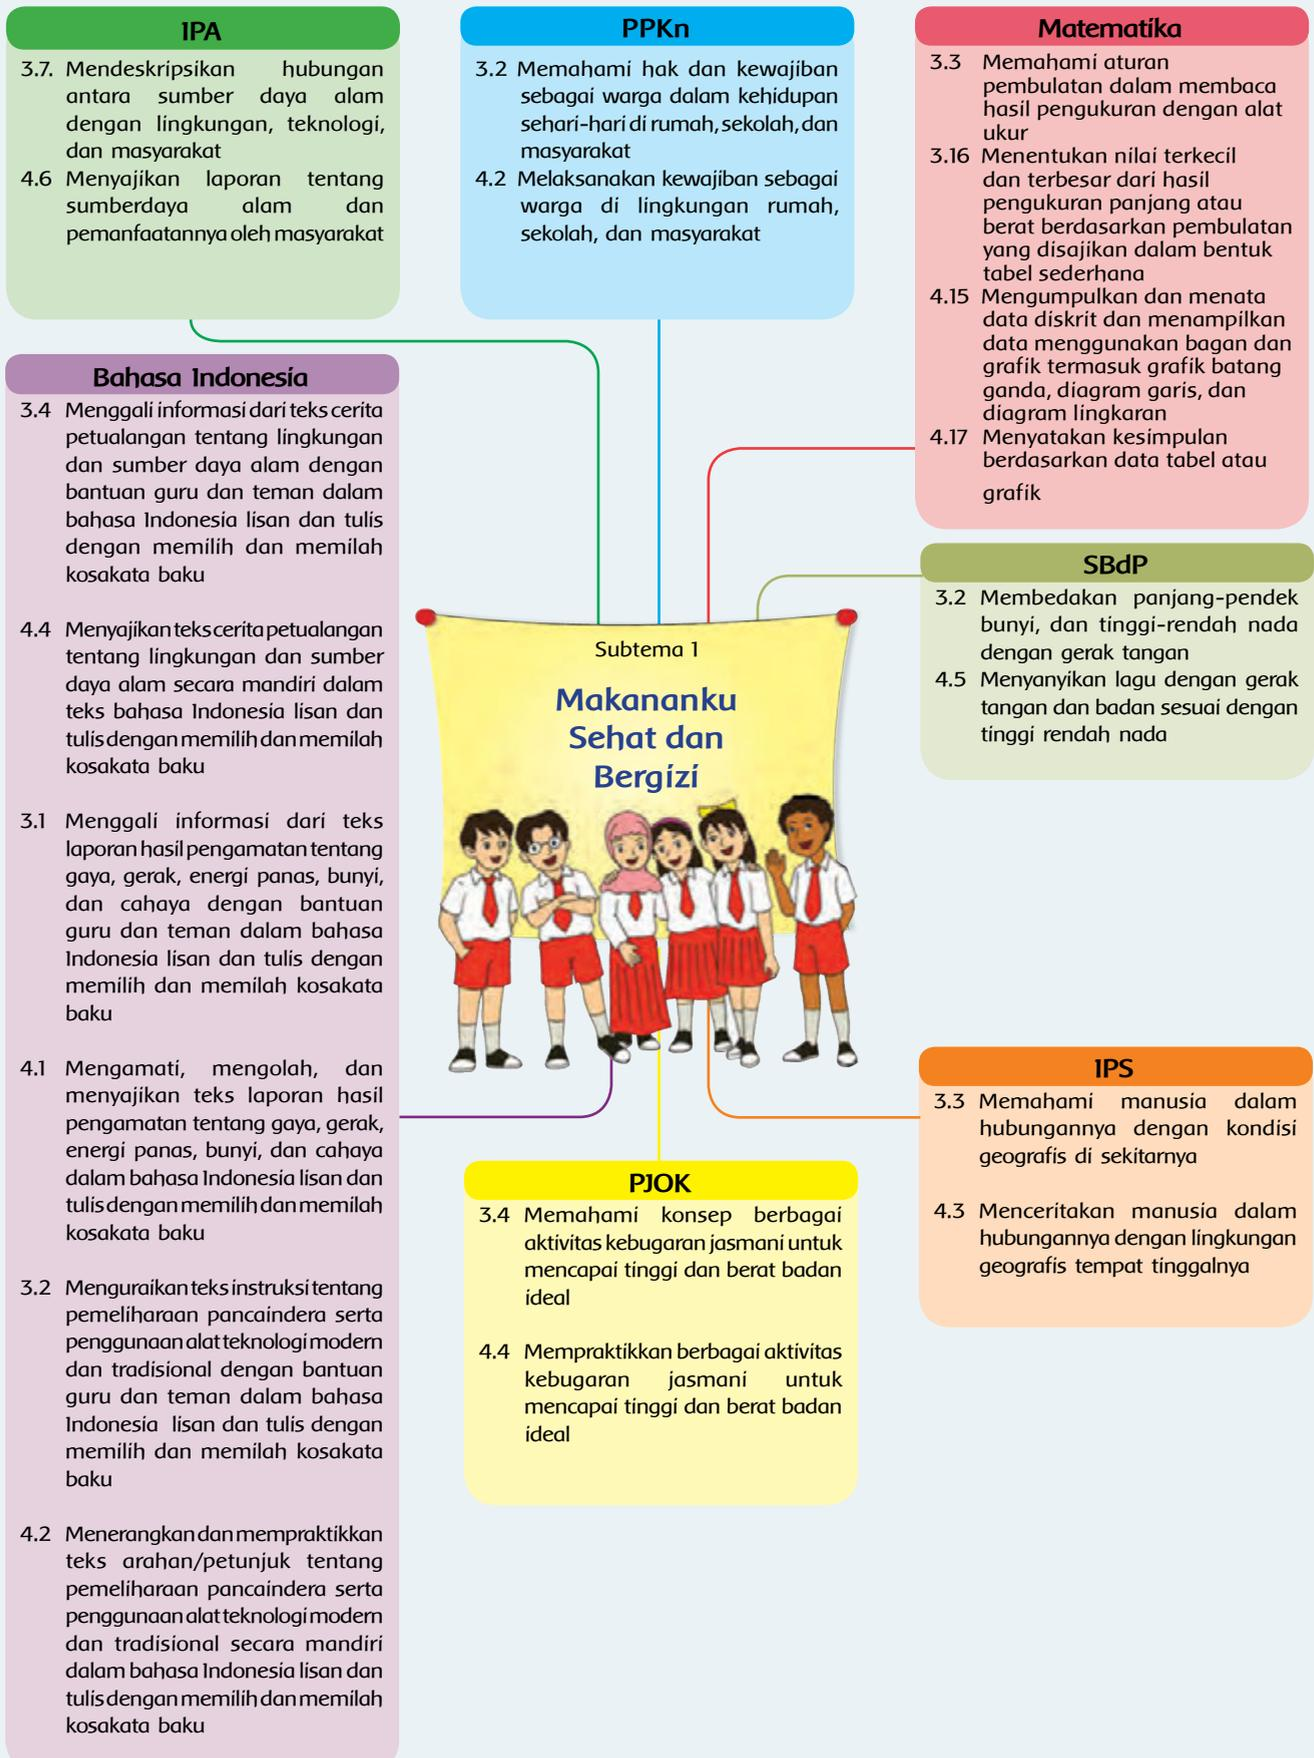 IPA
3.7. Mendeskripsikan hubungan
antara sumber daya alam
dengan lingkungan, teknologi,
dan masyarakat
4.6 Menyajikan laporan tentang
sumberdaya alam dan
pemanfaatannya oleh masyarakat
PPKn
3.2 Memahami hak dan kewajiban
sebagai warga dalam kehidupan
sehari-hari di rumah, sekolah, dan
masyarakat
4.2 Melaksanakan kewajiban sebagai
warga di lingkungan rumah,
sekolah, dan masyarakat
Matematika
3.3 Memahami aturan
pembulatan dalam membaca
hasil pengukuran dengan alat
ukur
3.16 Menentukan nilai terkecil
dan terbesar dari hasil
pengukuran panjang atau
berat berdasarkan pembulatan
yang disajikan dalam bentuk
tabel sederhana
4.15 Mengumpulkan dan menata
data diskrit dan menampilkan
data menggunakan bagan dan
grafik termasuk grafik batang
ganda, diagram garis, dan
diagram lingkaran
4.17 Menyatakan kesimpulan
berdasarkan data tabel atau
grafik
Bahasa Indonesia
3.4 Menggali informasi dari teks cerita
petualangan tentang lingkungan
dan sumber daya alam dengan
bantuan guru dan teman dalam
bahasa Indonesia lisan dan tulis
dengan memilih dan memilah
kosakata baku
4.4 Menyajikan teks cerita petualangan
tentang lingkungan dan sumber
daya alam secara mandiri dalam
teks bahasa Indonesia lisan dan
tulis dengan memilih dan memilah
kosakata baku
3.1 Menggali informasi dari teks
laporan hasil pengamatan tentang
gaya, gerak, energi panas, bunyi,
dan cahaya dengan bantuan
guru dan teman dalam bahasa
Indonesia lisan dan tulis dengan
memilih dan memilah kosakata
baku
4.1 Mengamati, mengolah, dan
menyajikan teks laporan hasil
pengamatan tentang gaya, gerak,
energi panas, bunyi, dan cahaya
dalam bahasa Indonesia lisan dan
tulis dengan memilih dan memilah
kosakata baku
3.2 Menguraikan teks instruksi tentang
pemeliharaan pancaindera serta
penggunaan alat teknologi modern
dan tradisional dengan bantuan
guru dan teman dalam bahasa
Indonesia lisan dan tulis dengan
memilih dan memilah kosakata
baku
4.2 Menerangkan dan mempraktikkan
teks arahan/petunjuk tentang
pemeliharaan pancaindera serta
penggunaan alat teknologi modern
dan tradisional secara mandiri
dalam bahasa Indonesia lisan dan
tulis dengan memilih dan memilah
kosakata baku
Subtema 1
Makananku
Sehat dan
Bergizi
SBdP
3.2 Membedakan panjang-pendek
bunyi, dan tinggi-rendah nada
dengan gerak tangan
4.5 Menyanyikan lagu dengan gerak
tangan dan badan sesuai dengan
tinggi rendah nada
PJOK
3.4 Memahami konsep berbagai
aktivitas kebugaran jasmani untuk
mencapai tinggi dan berat badan
ideal
4.4 Mempraktikkan berbagai aktivitas
kebugaran jasmani untuk
mencapai tinggi dan berat badan
ideal
IPS
3.3 Memahami manusia dalam
hubungannya dengan kondisi
geografis di sekitarnya
4.3 Menceritakan manusia dalam
hubungannya dengan lingkungan
geografis tempat tinggalnya